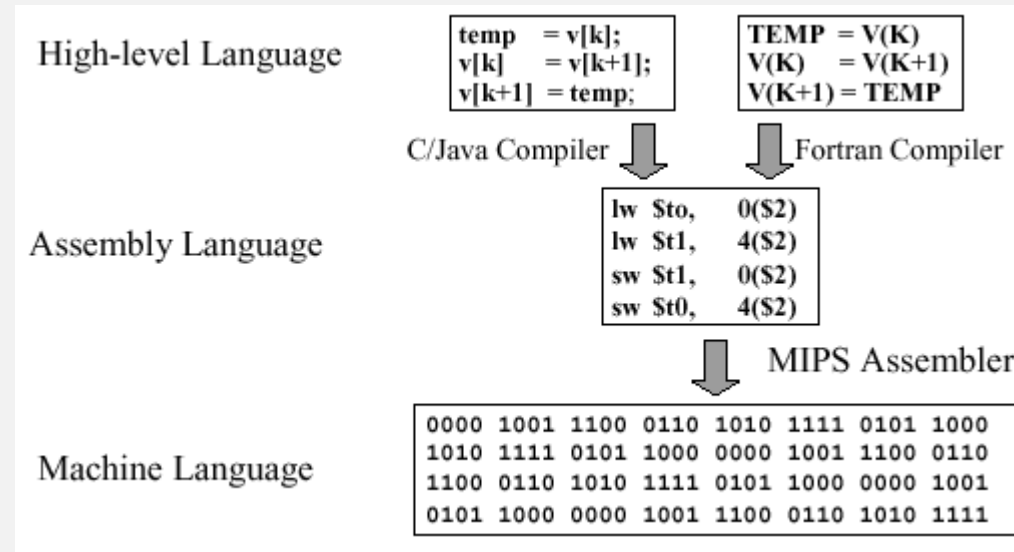 High-level Language
temp = v[k];
v[k] = v[k+1];
v[k+1] = temp;
TEMP = V(K)
V(K) = V(K+1)
V(K+1) = TEMP
C/Java Compiler
Fortran Compiler
Assembly Language
lw $to, 0($2)
lw $t1, 4($2)
sw $t1, 0($2)
sw $t0, 4($2)
MIPS Assembler
Machine Language
0000 1001 1100 0110 1010 1111 0101 1000
1010 1111 0101 1000 0000 1001 1100 0110
1100 0110 1010 1111 0101 1000 0000 1001
0101 1000 0000 1001 1100 0110 1010 1111